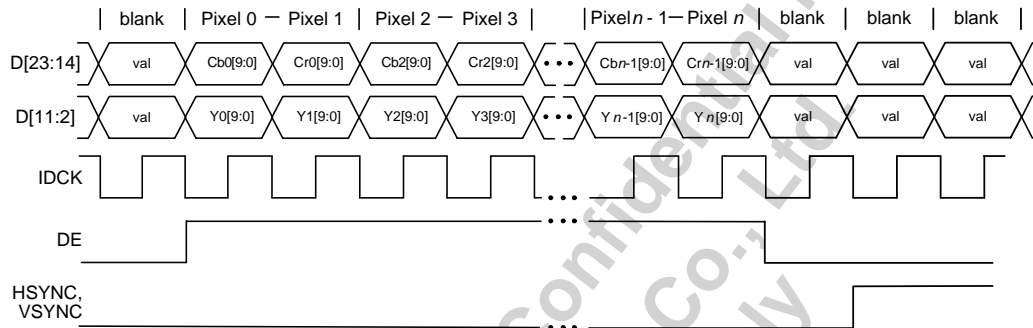 | blank | Pixel 0 — Pixel 1 | Pixel 2 — Pixel 3 | | Pixel n - 1 — Pixel n | blank | blank | blank |
D[23:14] val Cb0[9:0] Cr0[9:0] Cb2[9:0] Cr2[9:0] ••• Cbn-1[9:0] Crn-1[9:0] val val val
D[11:2] val Y0[9:0] Y1[9:0] Y2[9:0] Y3[9:0] ••• Y n-1[9:0] Y n[9:0] val val val
IDCK •••
DE •••
HSYNC,
VSYNC •••
Confidential
Co., Ltd.